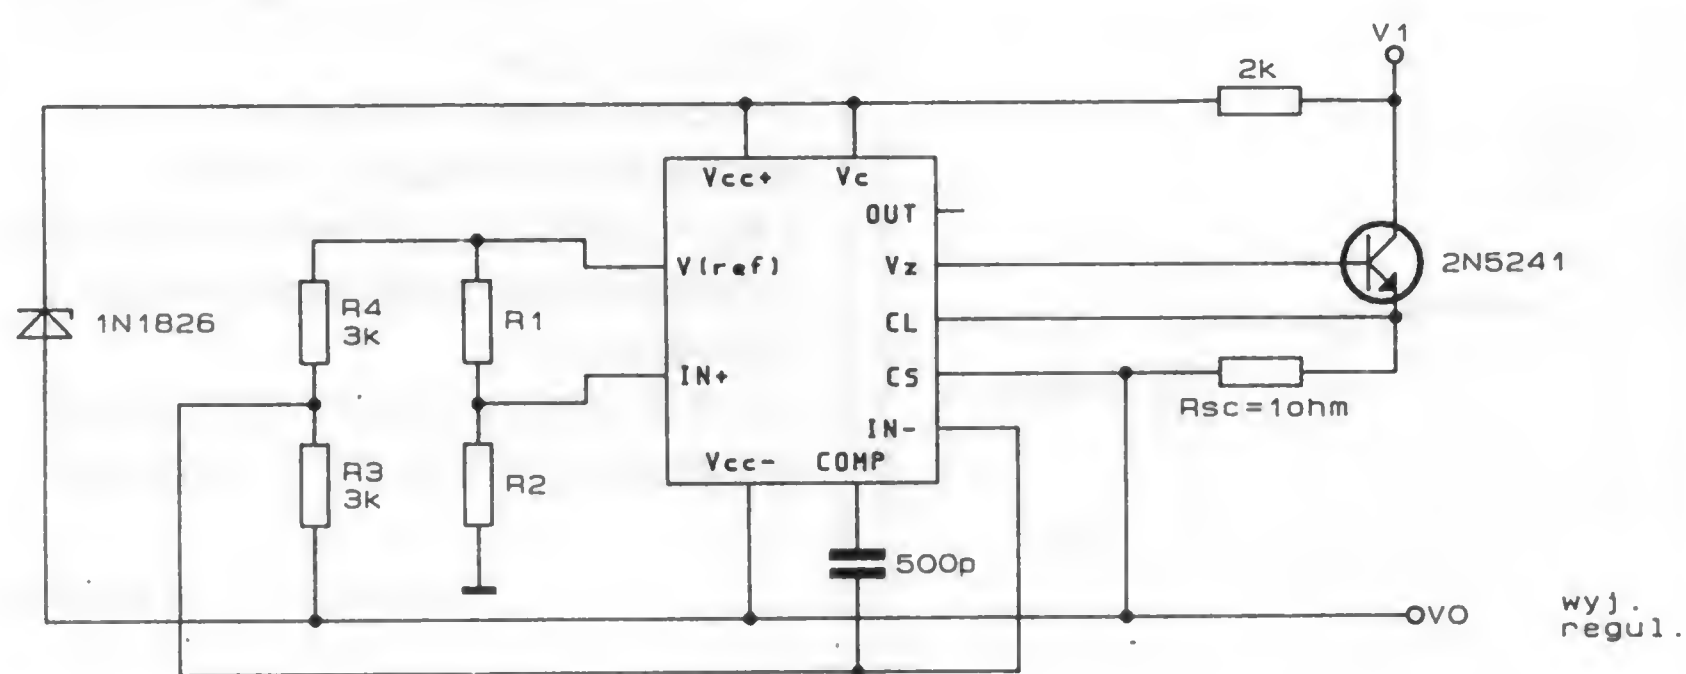 V1
2k
Vcc+ Vc
OUT
V(ref)
Vz
2N5241
1N1826
R4
3k
R1
CL
IN+
CS
Rsc=1ohm
IN-
Vcc- COMP
R3
3k
R2
500p
VO
wyj.
regul.